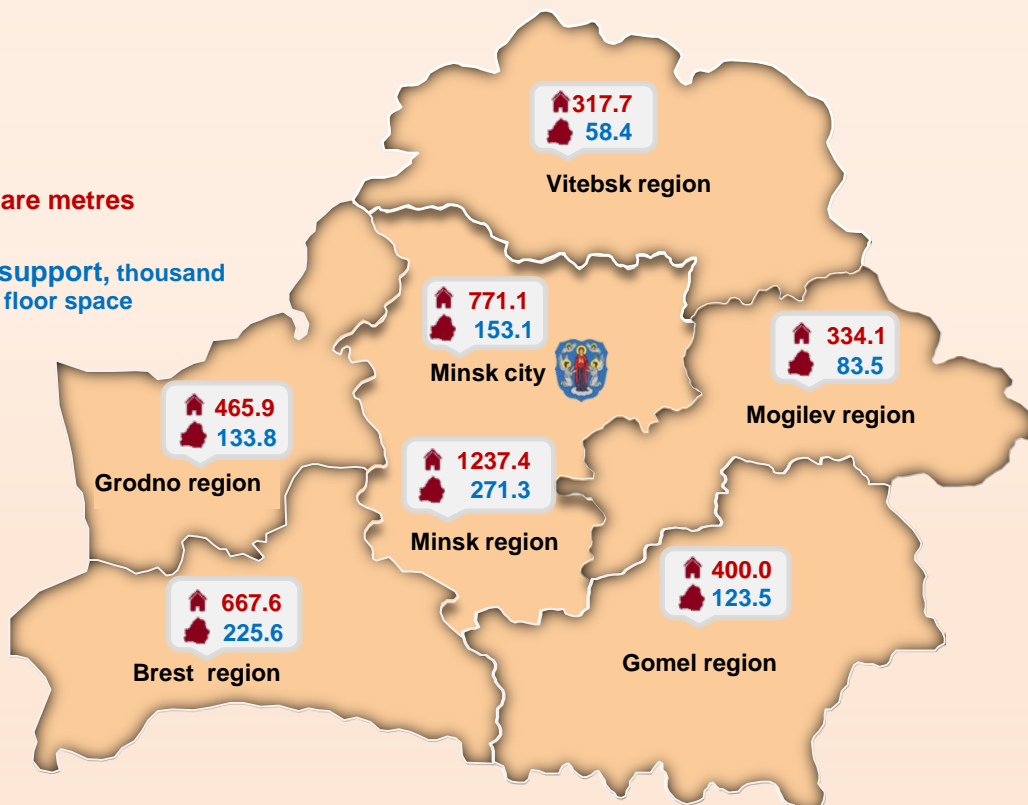 317.7
58.4
Vitebsk region
are metres
support, thousand
floor space
771.1
153.1
Minsk city
334.1
83.5
Mogilev region
465.9
133.8
Grodno region
1237.4
271.3
Minsk region
400.0
123.5
Gomel region
667.6
225.6
Brest region